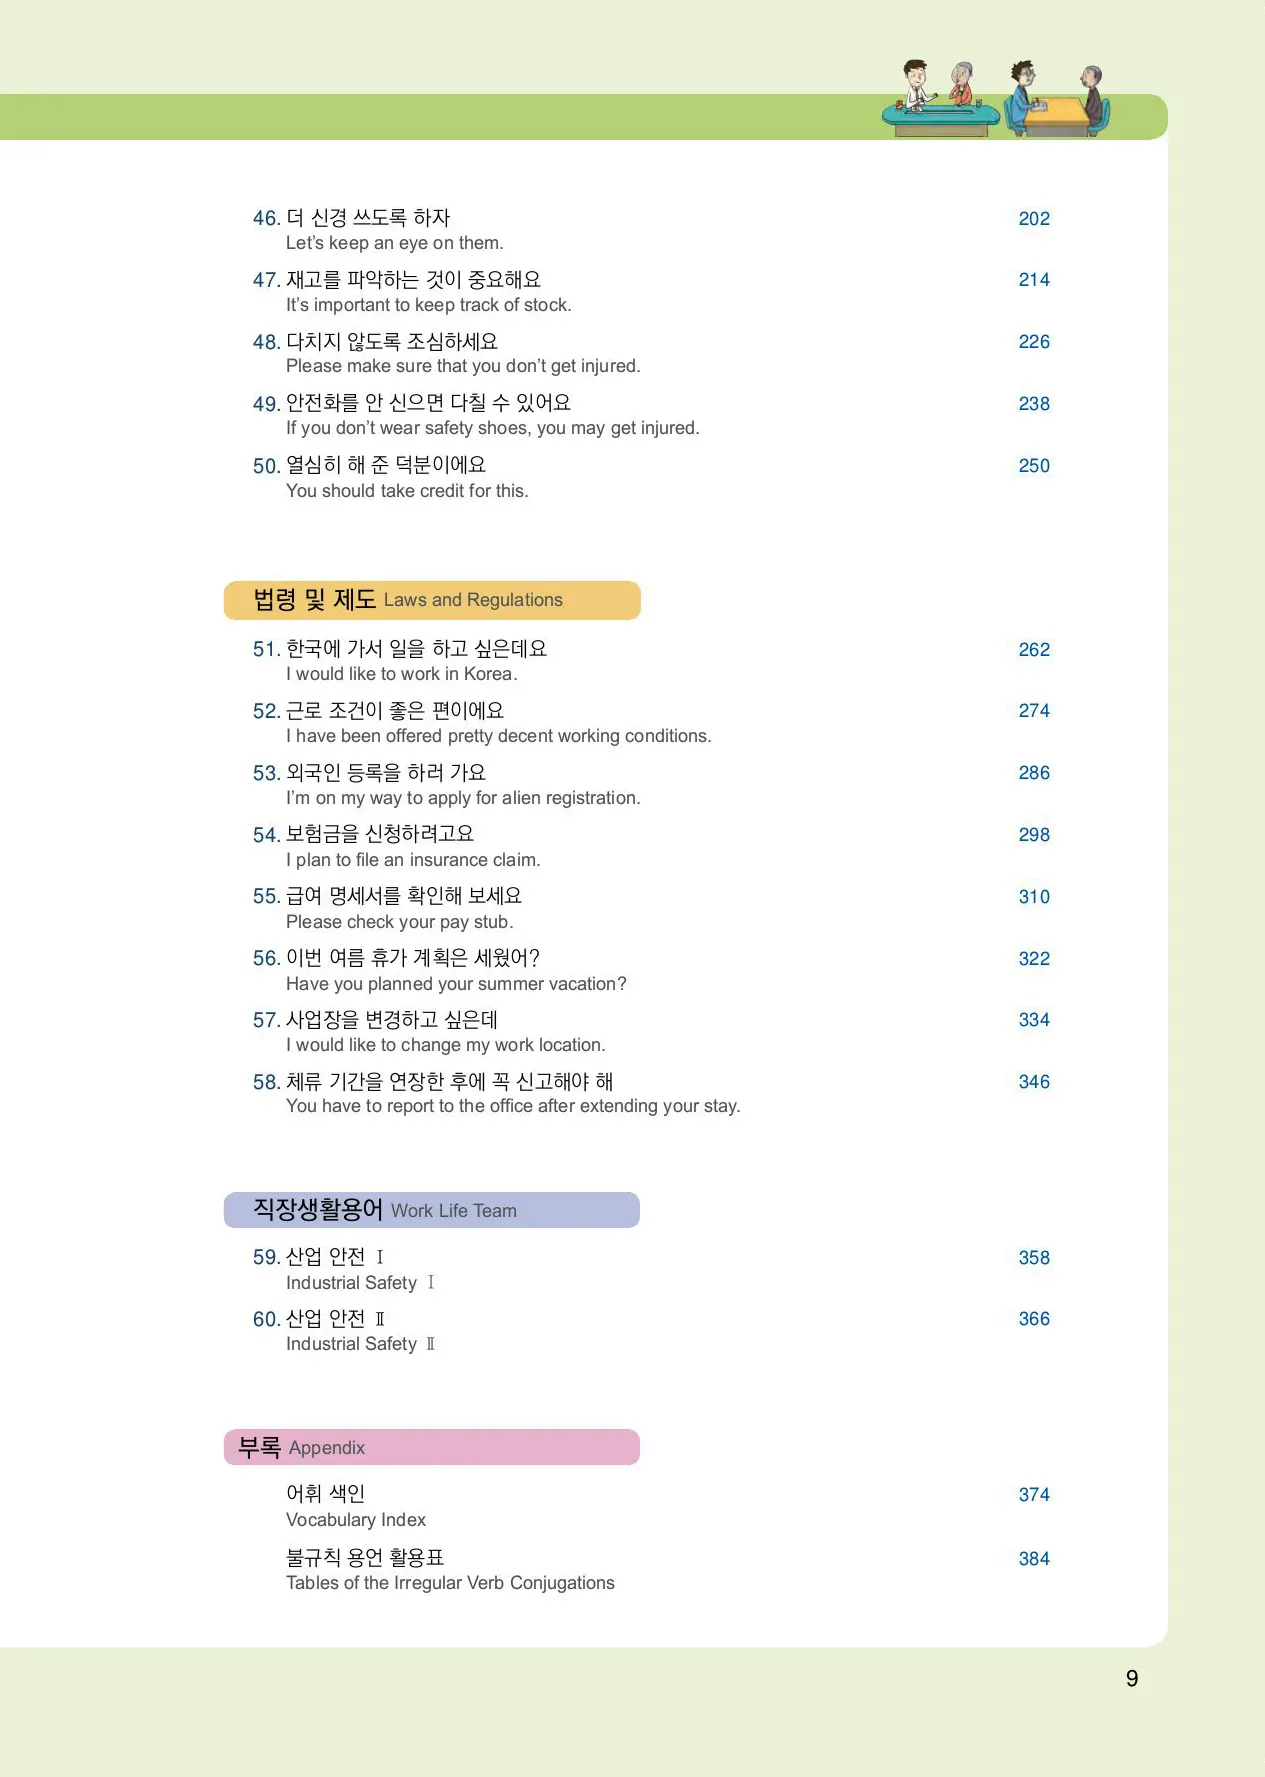 46. 더 신경 쓰도록 하자 202
Let's keep an eye on them.
47. 재고를 파악하는 것이 중요해요 214
It's important to keep track of stock.
48. 다치지 않도록 조심하세요 226
Please make sure that you don't get injured.
49. 안전화를 안 신으면 다칠 수 있어요 238
If you don't wear safety shoes, you may get injured.
50. 열심히 해 준 덕분이에요 250
You should take credit for this.
법령 및 제도 Laws and Regulations
51. 한국에 가서 일을 하고 싶은데요 262
I would like to work in Korea.
52. 근로 조건이 좋은 편이에요 274
I have been offered pretty decent working conditions.
53. 외국인 등록을 하러 가요 286
I'm on my way to apply for alien registration.
54. 보험금을 신청하려고요 298
I plan to file an insurance claim.
55. 급여 명세서를 확인해 보세요 310
Please check your pay stub.
56. 이번 여름 휴가 계획은 세웠어? 322
Have you planned your summer vacation?
57. 사업장을 변경하고 싶은데 334
I would like to change my work location.
58. 체류 기간을 연장한 후에 꼭 신고해야 해 346
You have to report to the office after extending your stay.
직장생활용어 Work Life Team
59. 산업 안전 Ⅰ 358
Industrial Safety Ⅰ
60. 산업 안전 Ⅱ 366
Industrial Safety Ⅱ
부록 Appendix
어휘 색인 374
Vocabulary Index
불규칙 용언 활용표 384
Tables of the Irregular Verb Conjugations
9